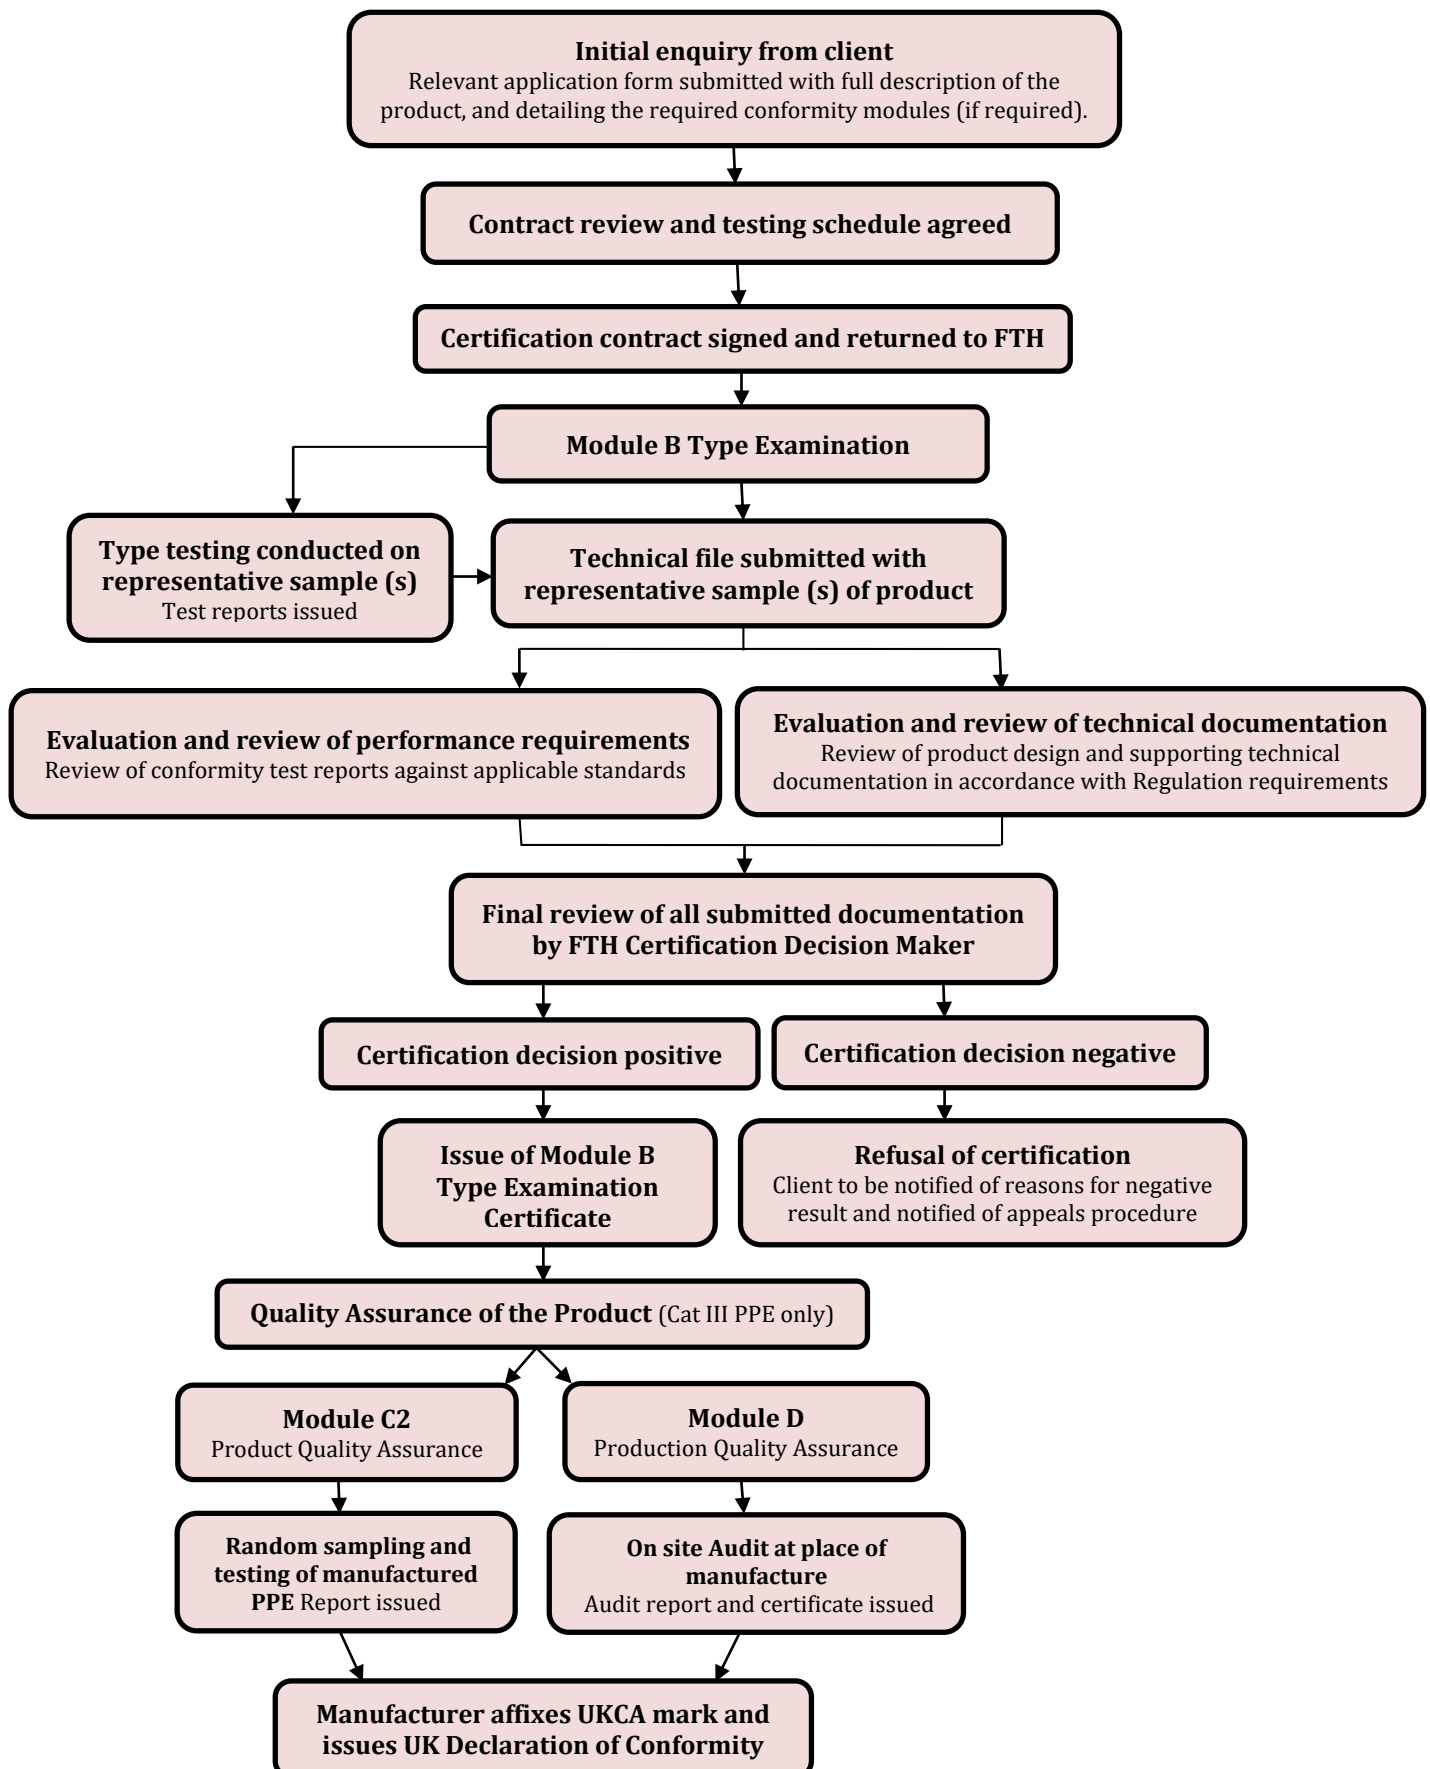 Initial enquiry from client
Relevant application form submitted with full description of the
product, and detailing the required conformity modules (if required).
Contract review and testing schedule agreed
Certification contract signed and returned to FTH
Module B Type Examination
Type testing conducted on
representative sample (s)
Test reports issued
Technical file submitted with
representative sample (s) of product
Evaluation and review of performance requirements
Review of conformity test reports against applicable standards
Evaluation and review of technical documentation
Review of product design and supporting technical
documentation in accordance with Regulation requirements
Final review of all submitted documentation
by FTH Certification Decision Maker
Certification decision positive
Certification decision negative
Issue of Module B
Type Examination
Certificate
Refusal of certification
Client to be notified of reasons for negative
result and notified of appeals procedure
Quality Assurance of the Product (Cat III PPE only)
Module C2
Product Quality Assurance
Module D
Production Quality Assurance
Random sampling and
testing of manufactured
PPE Report issued
On site Audit at place of
manufacture
Audit report and certificate issued
Manufacturer affixes UKCA mark and
issues UK Declaration of Conformity